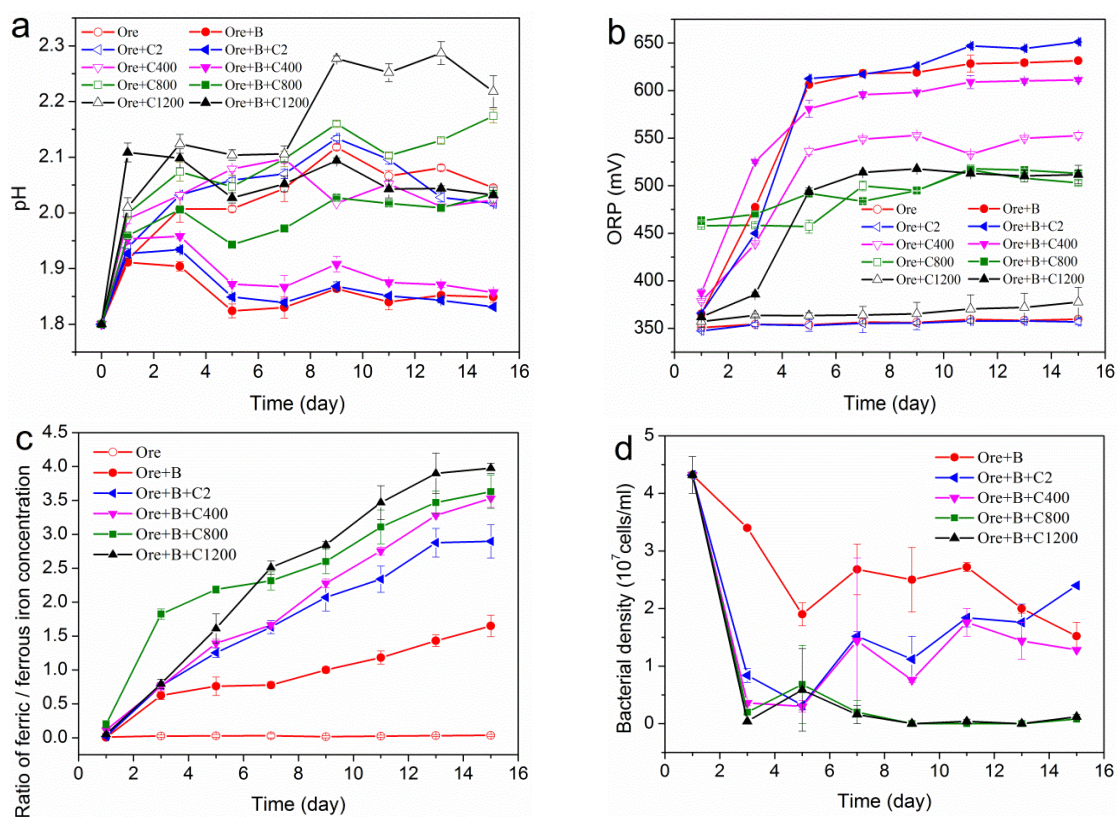 a
2.3
2.2
2.1
2.0
1.9
1.8
pH
Ore Ore+B
Ore+C2 Ore+B+C2
Ore+C400 Ore+B+C400
Ore+C800 Ore+B+C800
Ore+C1200 Ore+B+C1200
0 2 4 6 8 10 12 14 16
Time (day)
b
650
600
550
500
450
400
350
ORP (mV)
Ore Ore+B
Ore+C2 Ore+B+C2
Ore+C400 Ore+B+C400
Ore+C800 Ore+B+C800
Ore+C1200 Ore+B+C1200
0 2 4 6 8 10 12 14 16
Time (day)
c
4.5
4.0
3.5
3.0
2.5
2.0
1.5
1.0
0.5
0.0
Ratio of ferric / ferrous iron concentration
Ore
Ore+B
Ore+B+C2
Ore+B+C400
Ore+B+C800
Ore+B+C1200
0 2 4 6 8 10 12 14 16
Time (day)
d
5
4
3
2
1
0
Bacterial density (10⁷cells/ml)
Ore+B
Ore+B+C2
Ore+B+C400
Ore+B+C800
Ore+B+C1200
0 2 4 6 8 10 12 14 16
Time (day)